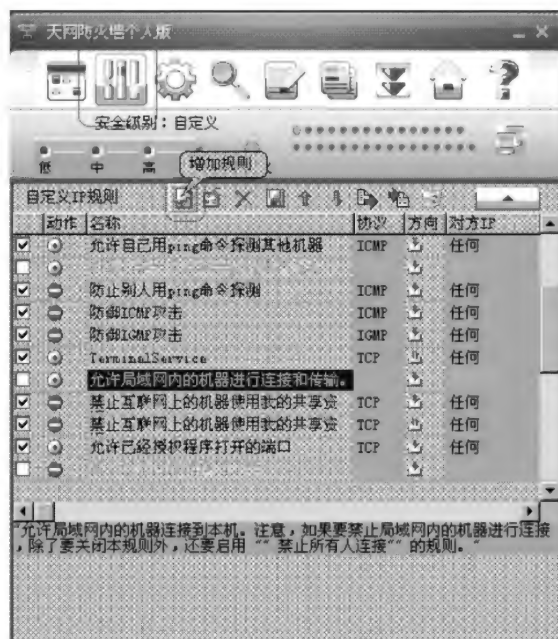 天网防火墙个人版
安全级别：自定义
低 中 高
增加规则
自定义IP规则
动作 名称 协议 方向 对方IP
允许自己用ping命令探测其他机器 ICMP 任何
防止别人用ping命令探测 ICMP 任何
防御ICMP攻击 ICMP 任何
防御IGMP攻击 IGMP 任何
TerminalService TCP 任何
允许局域网内的机器进行连接和传输。
禁止互联网上的机器使用我的共享资 TCP 任何
禁止互联网上的机器使用我的共享资 TCP 任何
允许已经授权程序打开的端口 TCP 任何
“允许局域网内的机器连接到本机。注意，如果要禁止局域网内的机器进行连接
，除了要关闭本规则外，还要启用 “” 禁止所有人连接“” 的规则。”